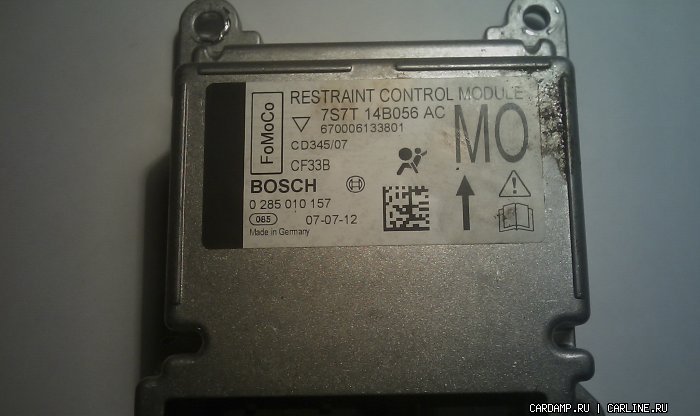 FoMoCo
RESTRAINT CONTROL MODULE
7S7T 14B056 AC
670006133801
CD345/07
CF33B
MO
BOSCH
0 285 010 157
085 07-07-12
Made in Germany
CARDAMP.RU | CARLINE.RU